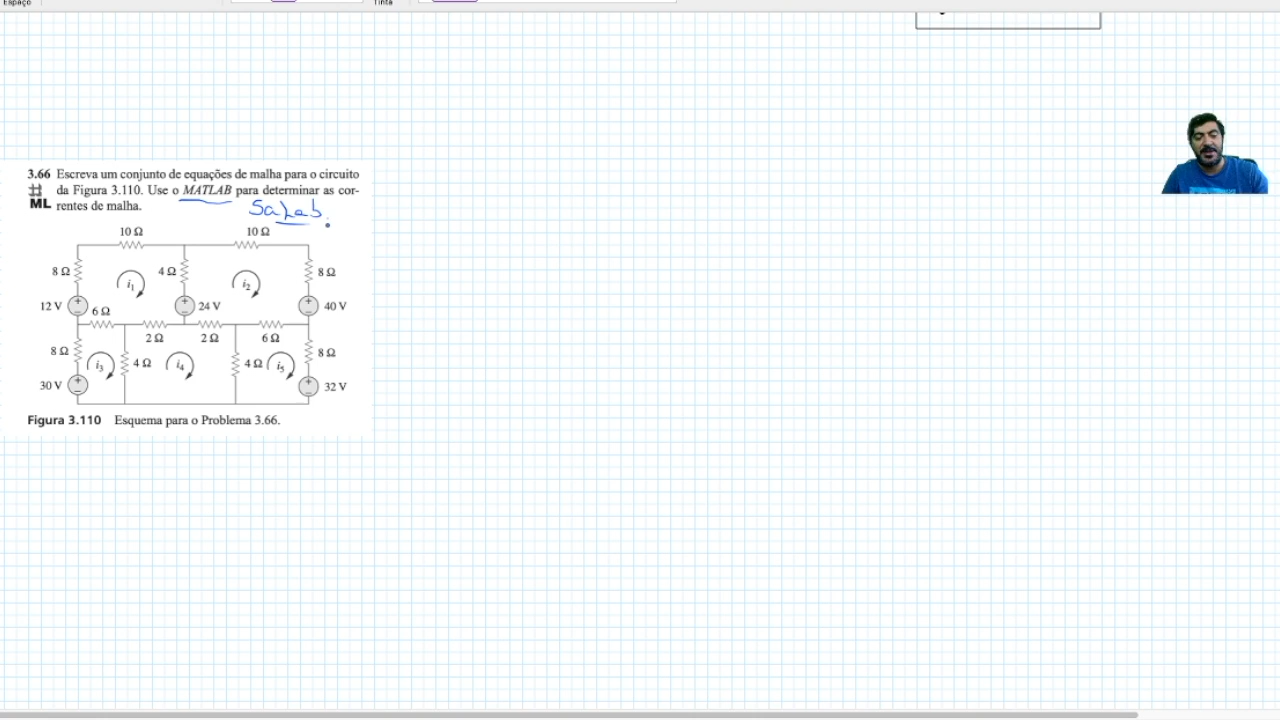 Espaço
Tinta
3.66 Escreva um conjunto de equações de malha para o circuito
da Figura 3.110. Use o MATLAB para determinar as cor-
ML rentes de malha.
SaLab.
10 Ω 10 Ω
8 Ω i1 4 Ω i2 8 Ω
12 V + − 6 Ω + − 24 V + − 40 V
2 Ω 2 Ω 6 Ω
8 Ω i3 4 Ω i4 4 Ω i5 8 Ω
30 V + − + − 32 V
Figura 3.110 Esquema para o Problema 3.66.